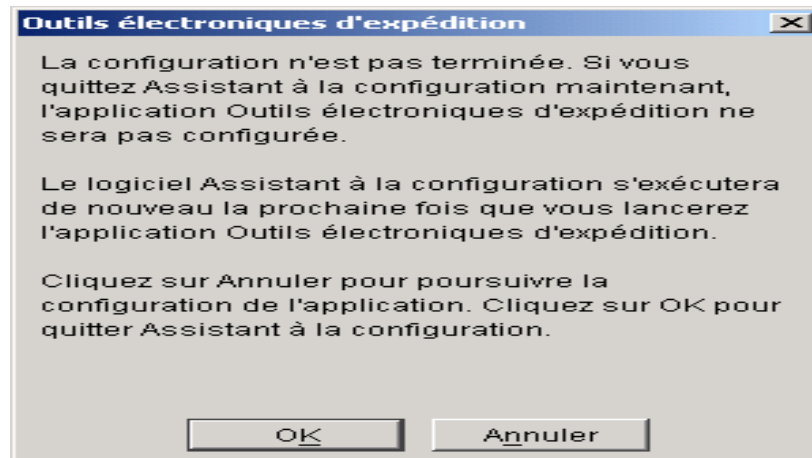 Outils électroniques d'expédition
La configuration n'est pas terminée. Si vous
quittez Assistant à la configuration maintenant,
l'application Outils électroniques d'expédition ne
sera pas configurée.
Le logiciel Assistant à la configuration s'exécutera
de nouveau la prochaine fois que vous lancerez
l'application Outils électroniques d'expédition.
Cliquez sur Annuler pour poursuivre la
configuration de l'application. Cliquez sur OK pour
quitter Assistant à la configuration.
OK Annuler